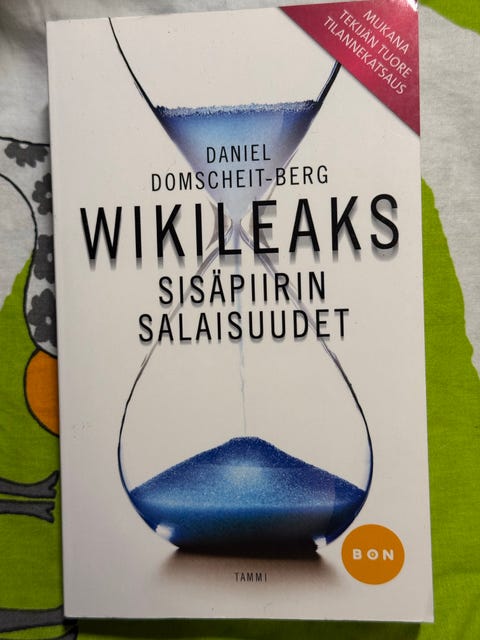 MUKANA
TEKIJÄN TUORE
TILANNEKATSAUS
DANIEL
DOMSCHEIT-BERG
WIKILEAKS
SISÄPIIRIN
SALAISUUDET
BON
TAMMI